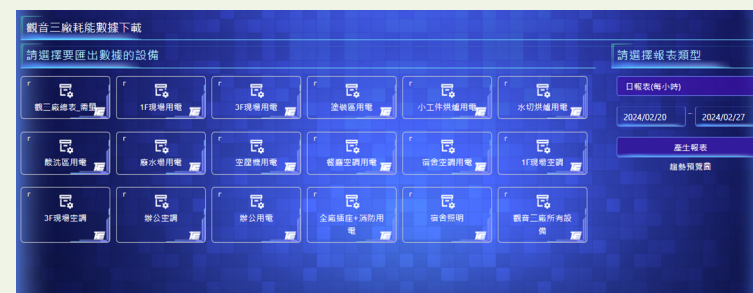 觀音三廠耗能數據下載
請選擇要匯出數據的設備
請選擇報表類型
觀三廠總表_需量
1F現場用電
3F現場用電
塗裝區用電
小工件烘爐用電
水切烘爐用電
日報表(每小時)
2024/02/20 ~ 2024/02/27
酸洗區用電
廢水場用電
空壓機用電
餐廳空調用電
宿舍空調用電
1F現場空調
產生報表
趨勢預覽圖
3F現場空調
辦公空調
辦公用電
全廠插座+消防用
電
宿舍照明
觀音三廠所有設
備